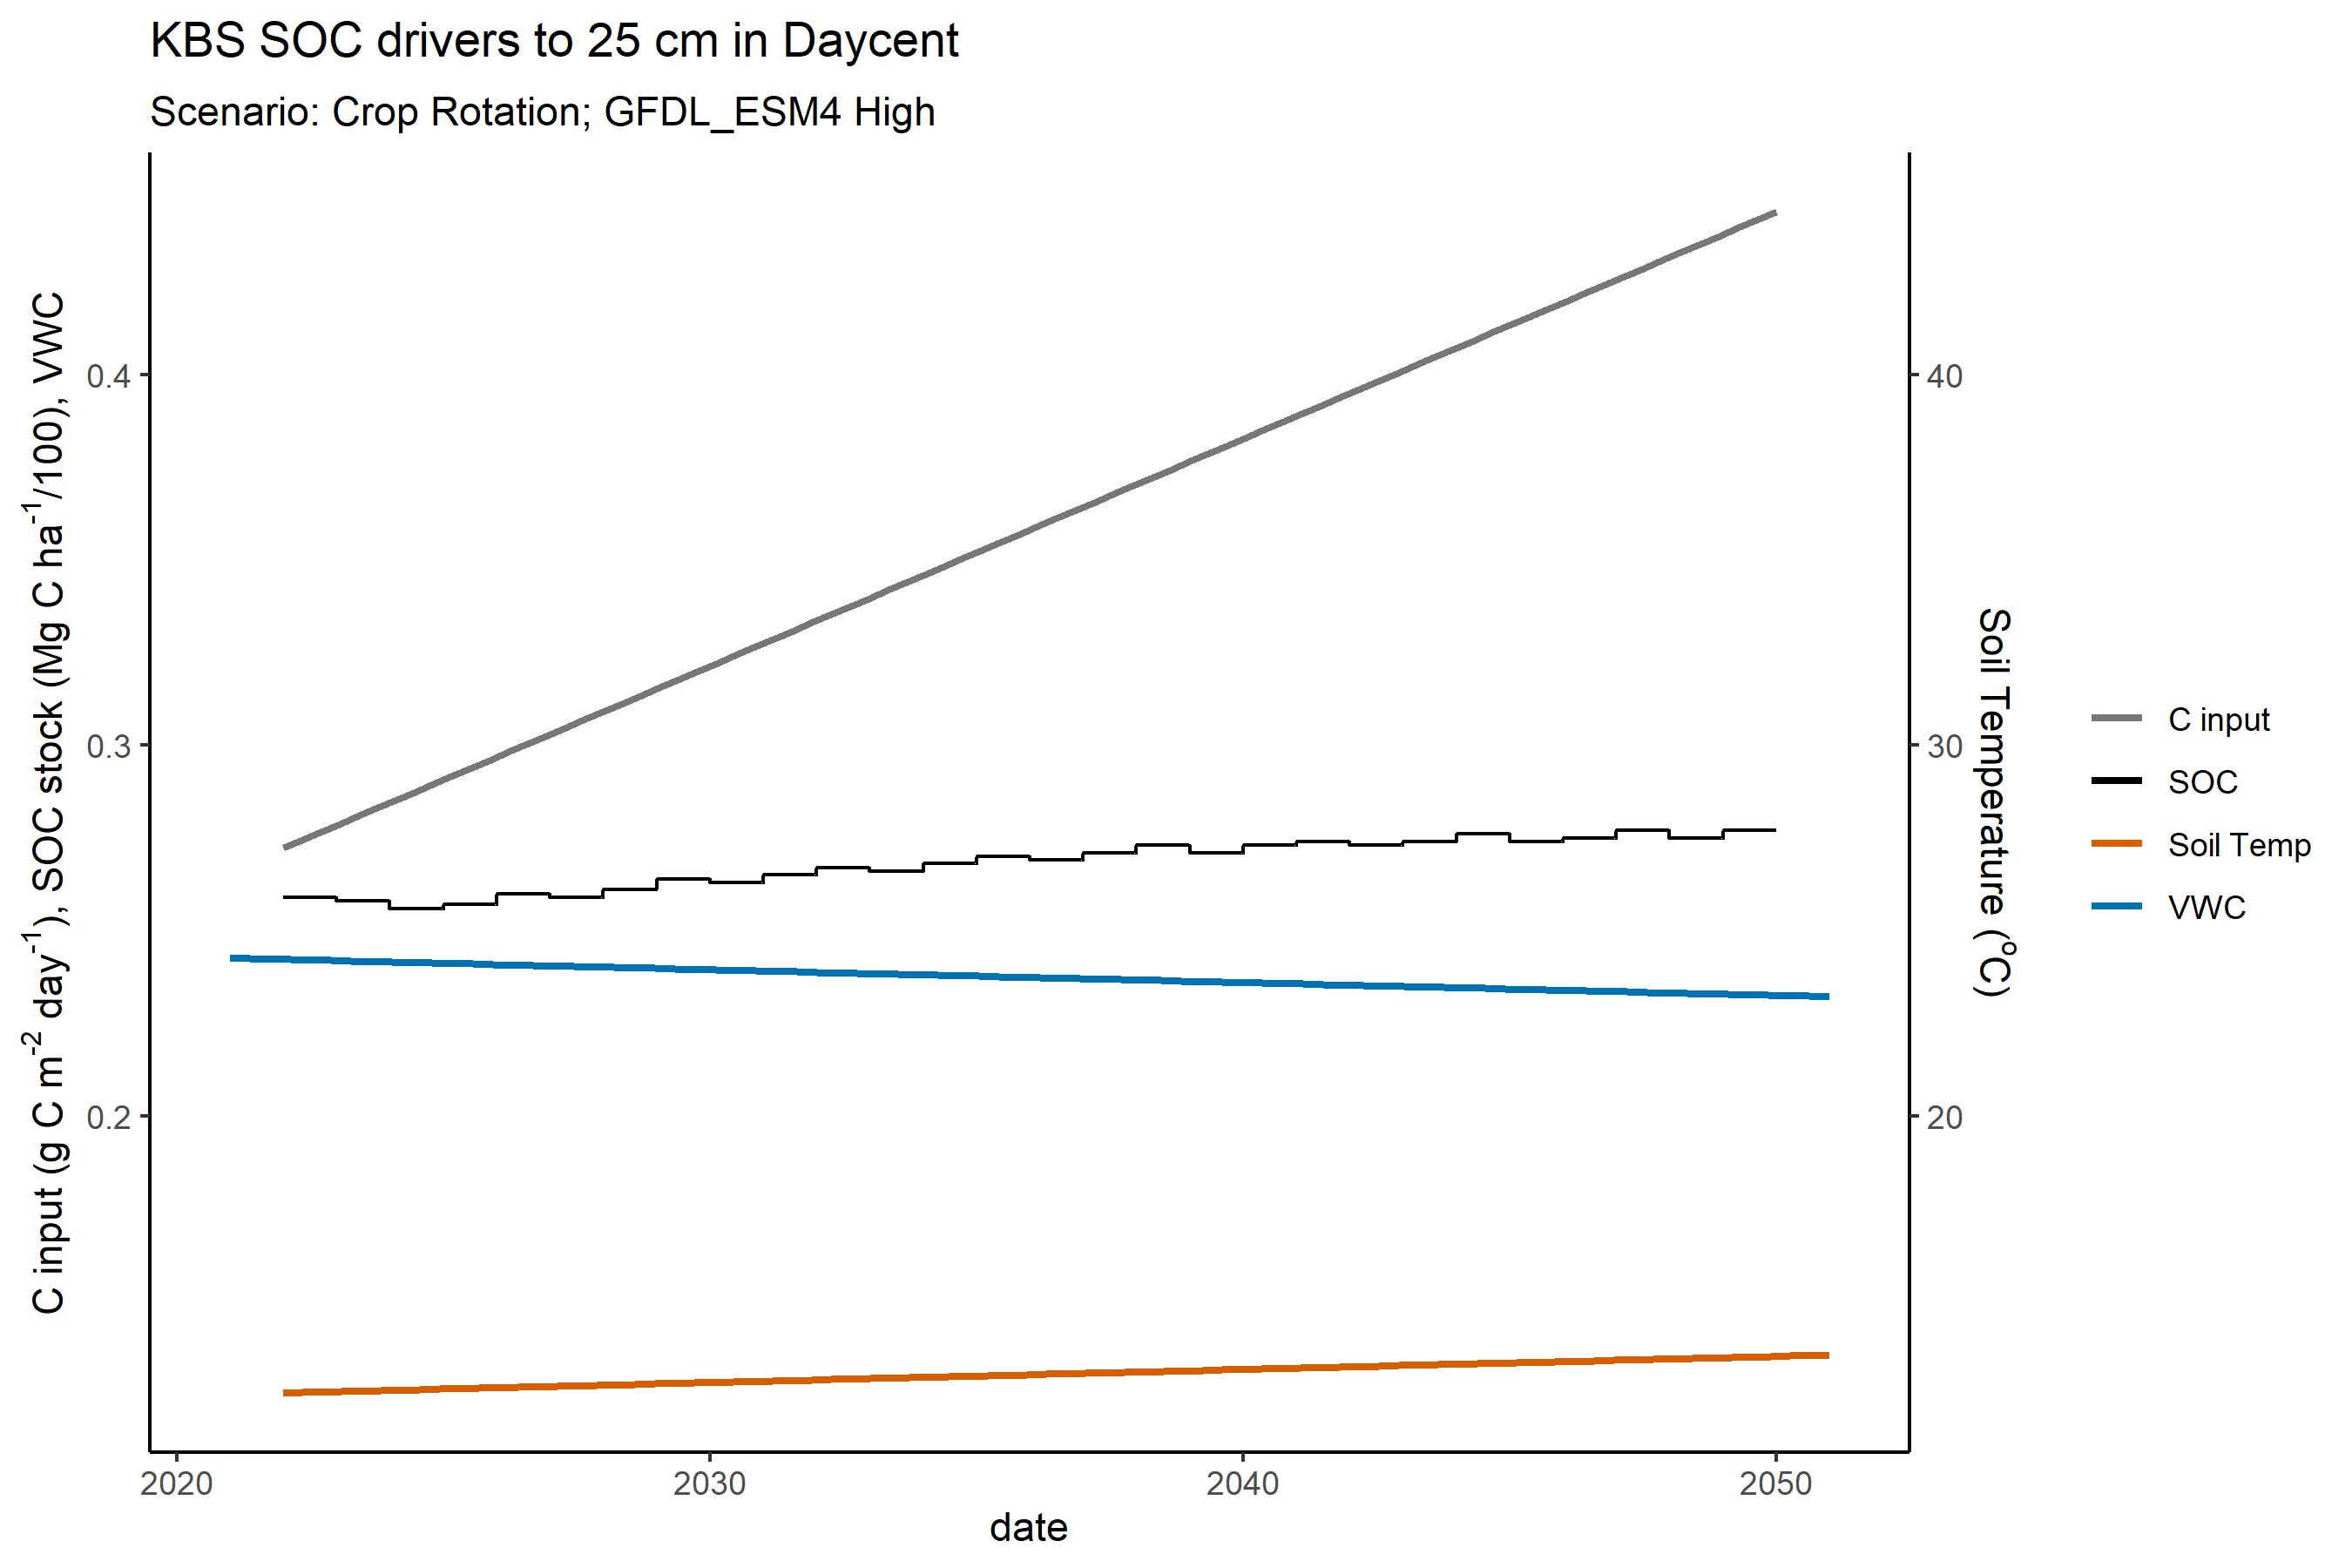 KBS SOC drivers to 25 cm in Daycent
Scenario: Crop Rotation; GFDL_ESM4 High
C input (g C m⁻² day⁻¹), SOC stock (Mg C ha⁻¹/100), VWC
0.4
0.3
0.2
40
30
20
Soil Temperature (°C)
C input
SOC
Soil Temp
VWC
2020 2030 2040 2050
date